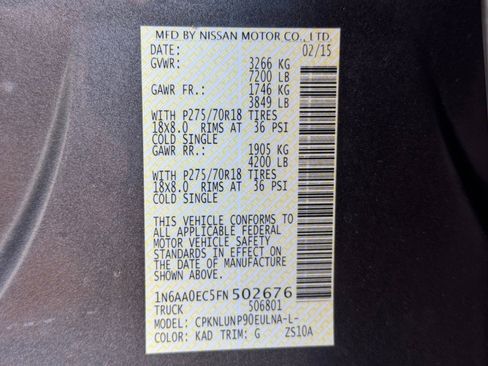 MFD BY NISSAN MOTOR CO., LTD.
DATE: 02/15
GVWR: 3266 KG
7200 LB
GAWR FR.: 1746 KG
3849 LB
WITH P275/70R18 TIRES
18x8.0 RIMS AT 36 PSI
COLD SINGLE
GAWR RR.: 1905 KG
4200 LB
WITH P275/70R18 TIRES
18x8.0 RIMS AT 36 PSI
COLD SINGLE
THIS VEHICLE CONFORMS TO
ALL APPLICABLE FEDERAL
MOTOR VEHICLE SAFETY
STANDARDS IN EFFECT ON
THE DATE OF MANUFACTURE
SHOWN ABOVE.
1N6AA0EC5FN502676
TRUCK 506801
MODEL: CPKNLUNP90EULNA-L-
COLOR: KAD TRIM: G ZS10A